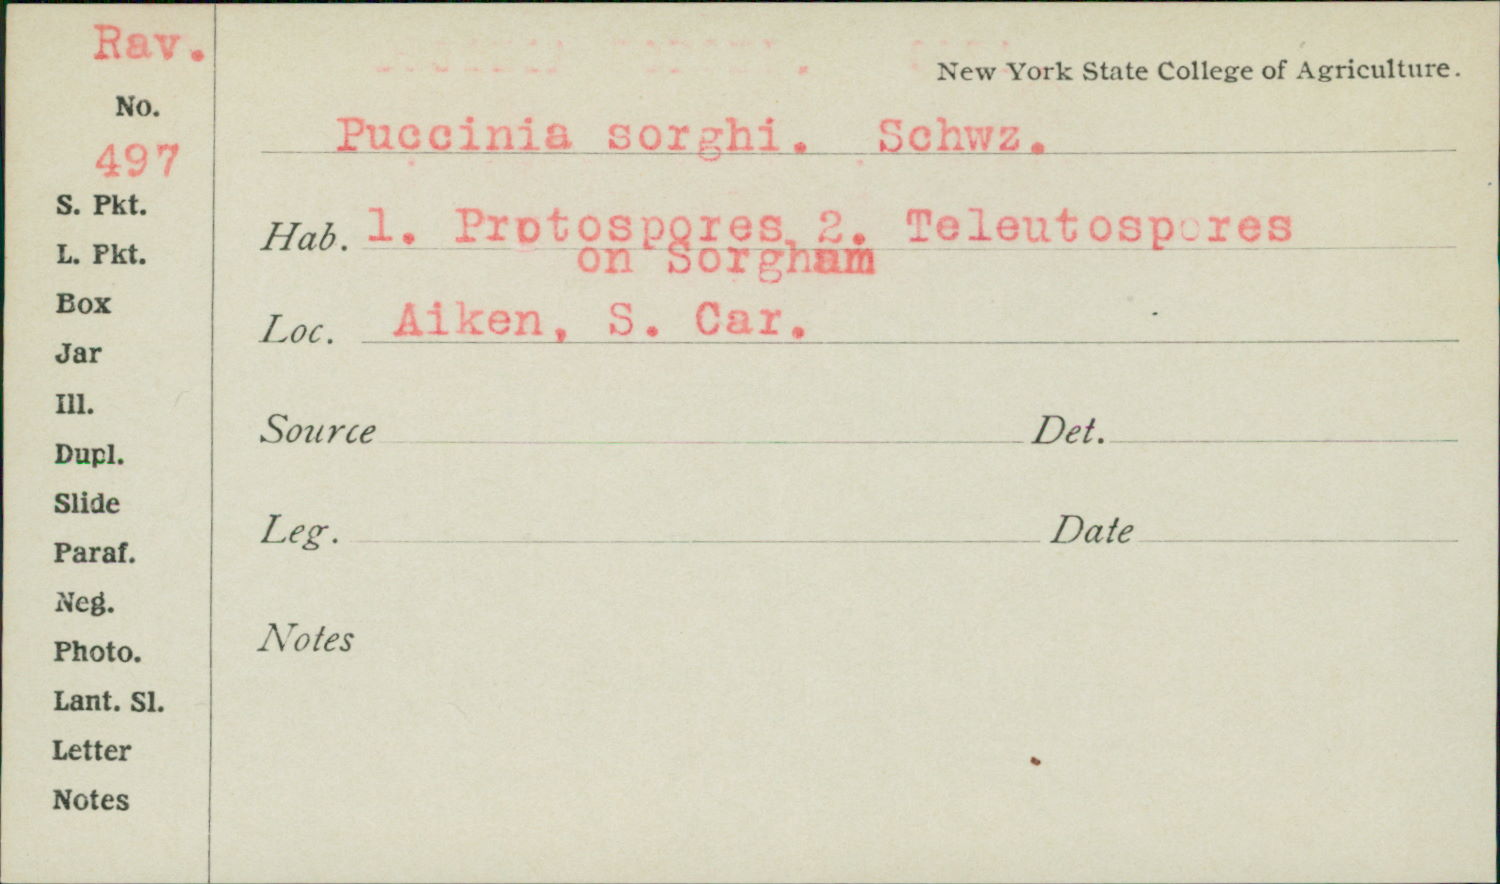 Rav.
No.
497
S. Pkt.
L. Pkt.
Box
Jar
Ill.
Dupl.
Slide
Paraf.
Neg.
Photo.
Lant. Sl.
Letter
Notes
New York State College of Agriculture.
Puccinia sorghi. Schwz.
Hab. 1. Protospores, 2. Teleutospores
on Sorgham
Loc. Aiken, S. Car.
Source Det.
Leg. Date
Notes